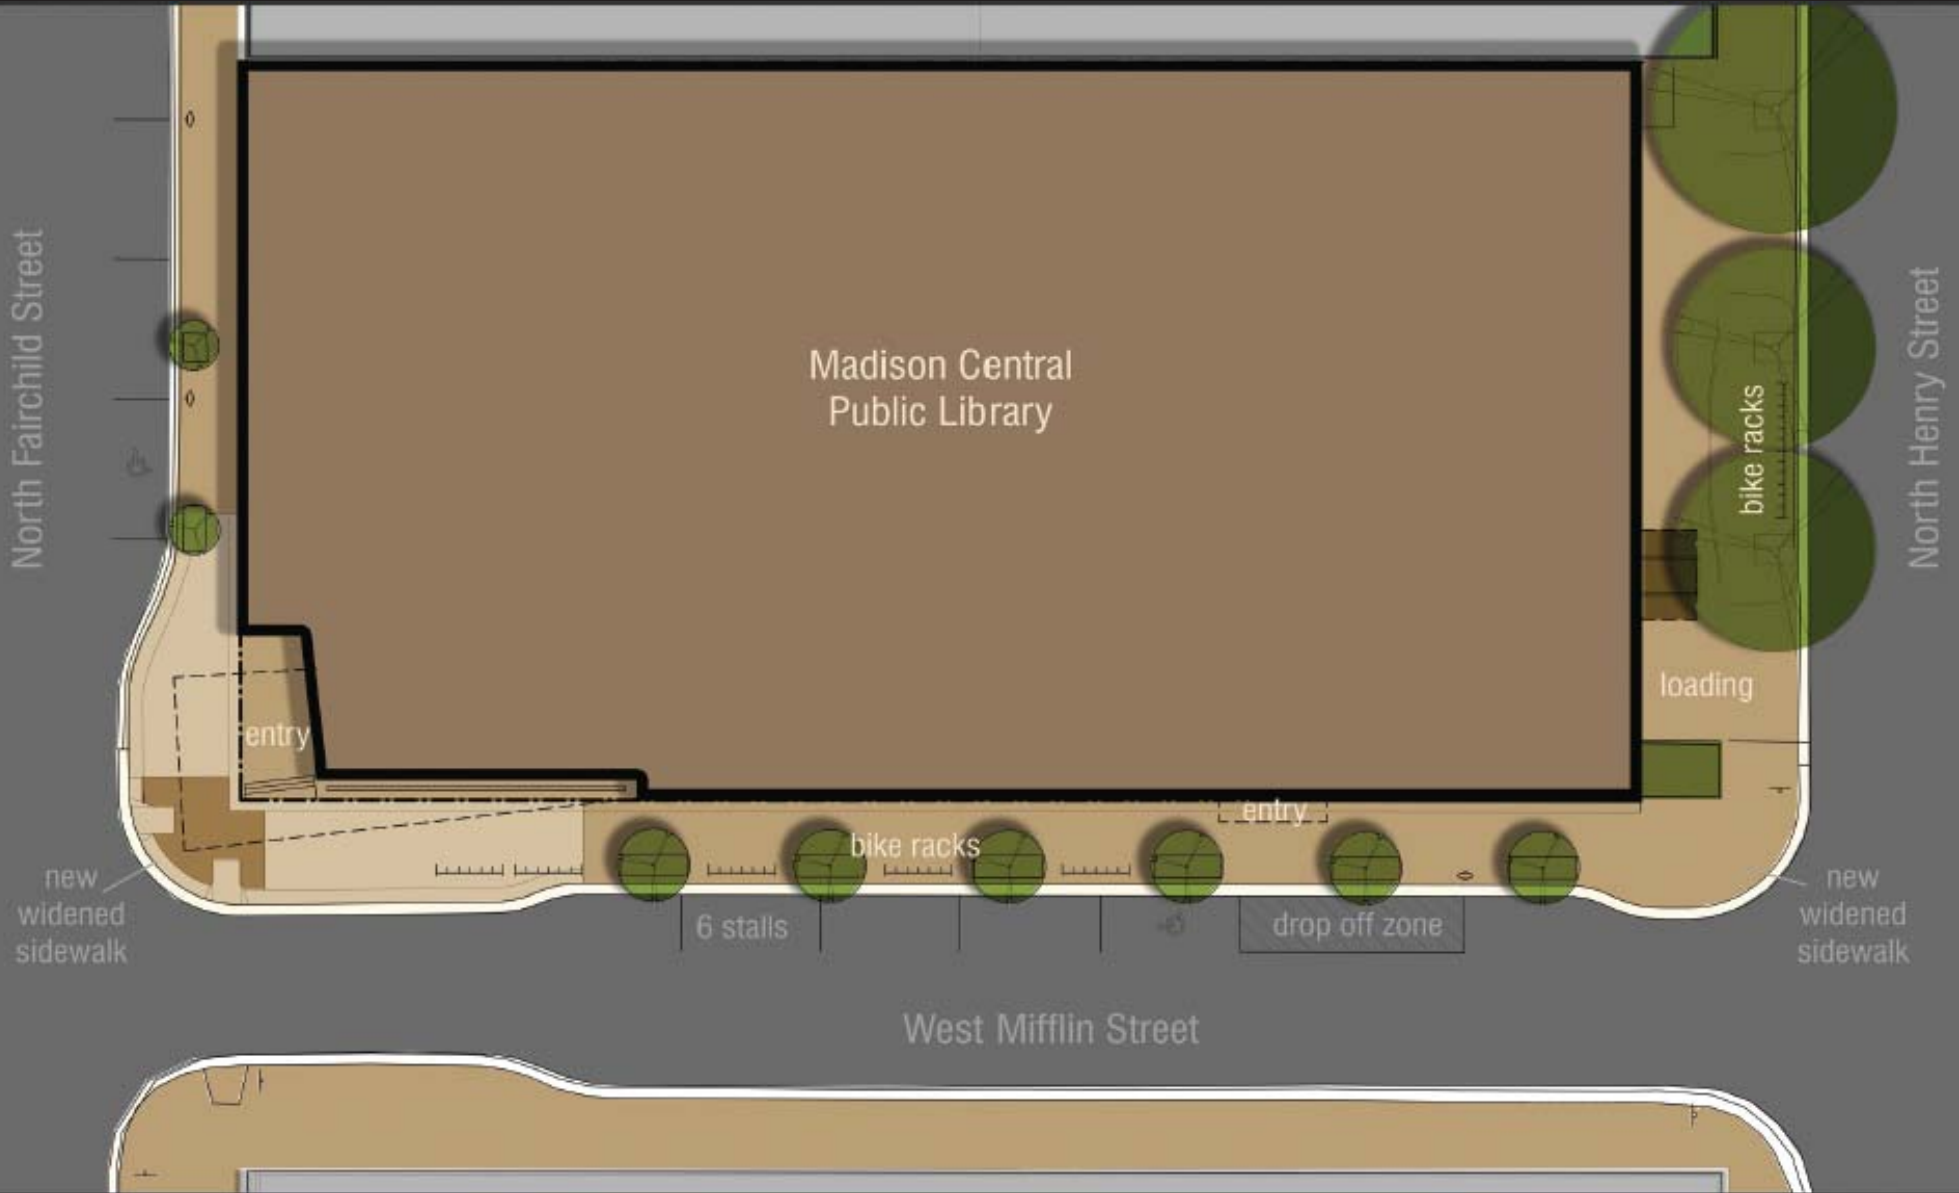 North Fairchild Street
Madison Central
Public Library
North Henry Street
bike racks
loading
entry
entry
bike racks
new
widened
sidewalk
6 stalls
drop off zone
new
widened
sidewalk
West Mifflin Street